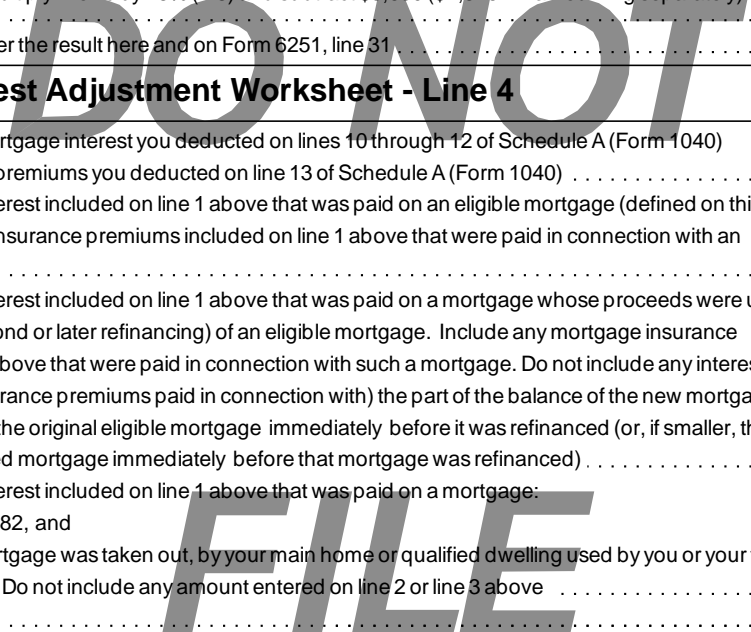 er the result here and on Form 6251, line 31
est Adjustment Worksheet - Line 4
rtgage interest you deducted on lines 10 through 12 of Schedule A (Form 1040)
premiums you deducted on line 13 of Schedule A (Form 1040)
erest included on line 1 above that was paid on an eligible mortgage (defined on thi
nsurance premiums included on line 1 above that were paid in connection with an
erest included on line 1 above that was paid on a mortgage whose proceeds were u
ond or later refinancing) of an eligible mortgage. Include any mortgage insurance
bove that were paid in connection with such a mortgage. Do not include any interes
rance premiums paid in connection with) the part of the balance of the new mortga
the original eligible mortgage immediately before it was refinanced (or, if smaller, th
d mortgage immediately before that mortgage was refinanced)
erest included on line 1 above that was paid on a mortgage:
82, and
rtgage was taken out, by your main home or qualified dwelling used by you or your f
Do not include any amount entered on line 2 or line 3 above
DO NOT
FILE